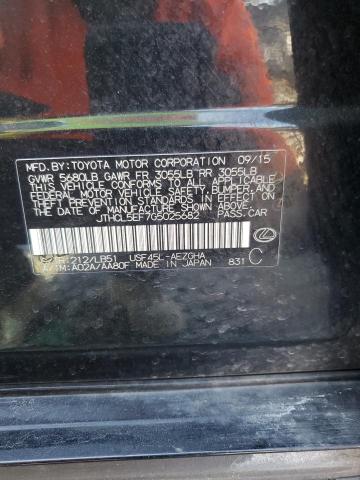 MFD.BY:TOYOTA MOTOR CORPORATION 09/15
GVWR 5680LB GAWR FR 3055LB RR 3055LB
THIS VEHICLE CONFORMS TO ALL APPLICABLE
FEDERAL MOTOR VEHICLE SAFETY, BUMPER, AND
THEFT PREVENTION STANDARDS IN EFFECT ON
THE DATE OF MANUFACTURE SHOWN ABOVE.
JTHCL5EF7G5025682 PASS.CAR
C/TR:212/LB51 USF45L-AEZGHA
A/TM:A02A/AA80F MADE IN JAPAN 831 C